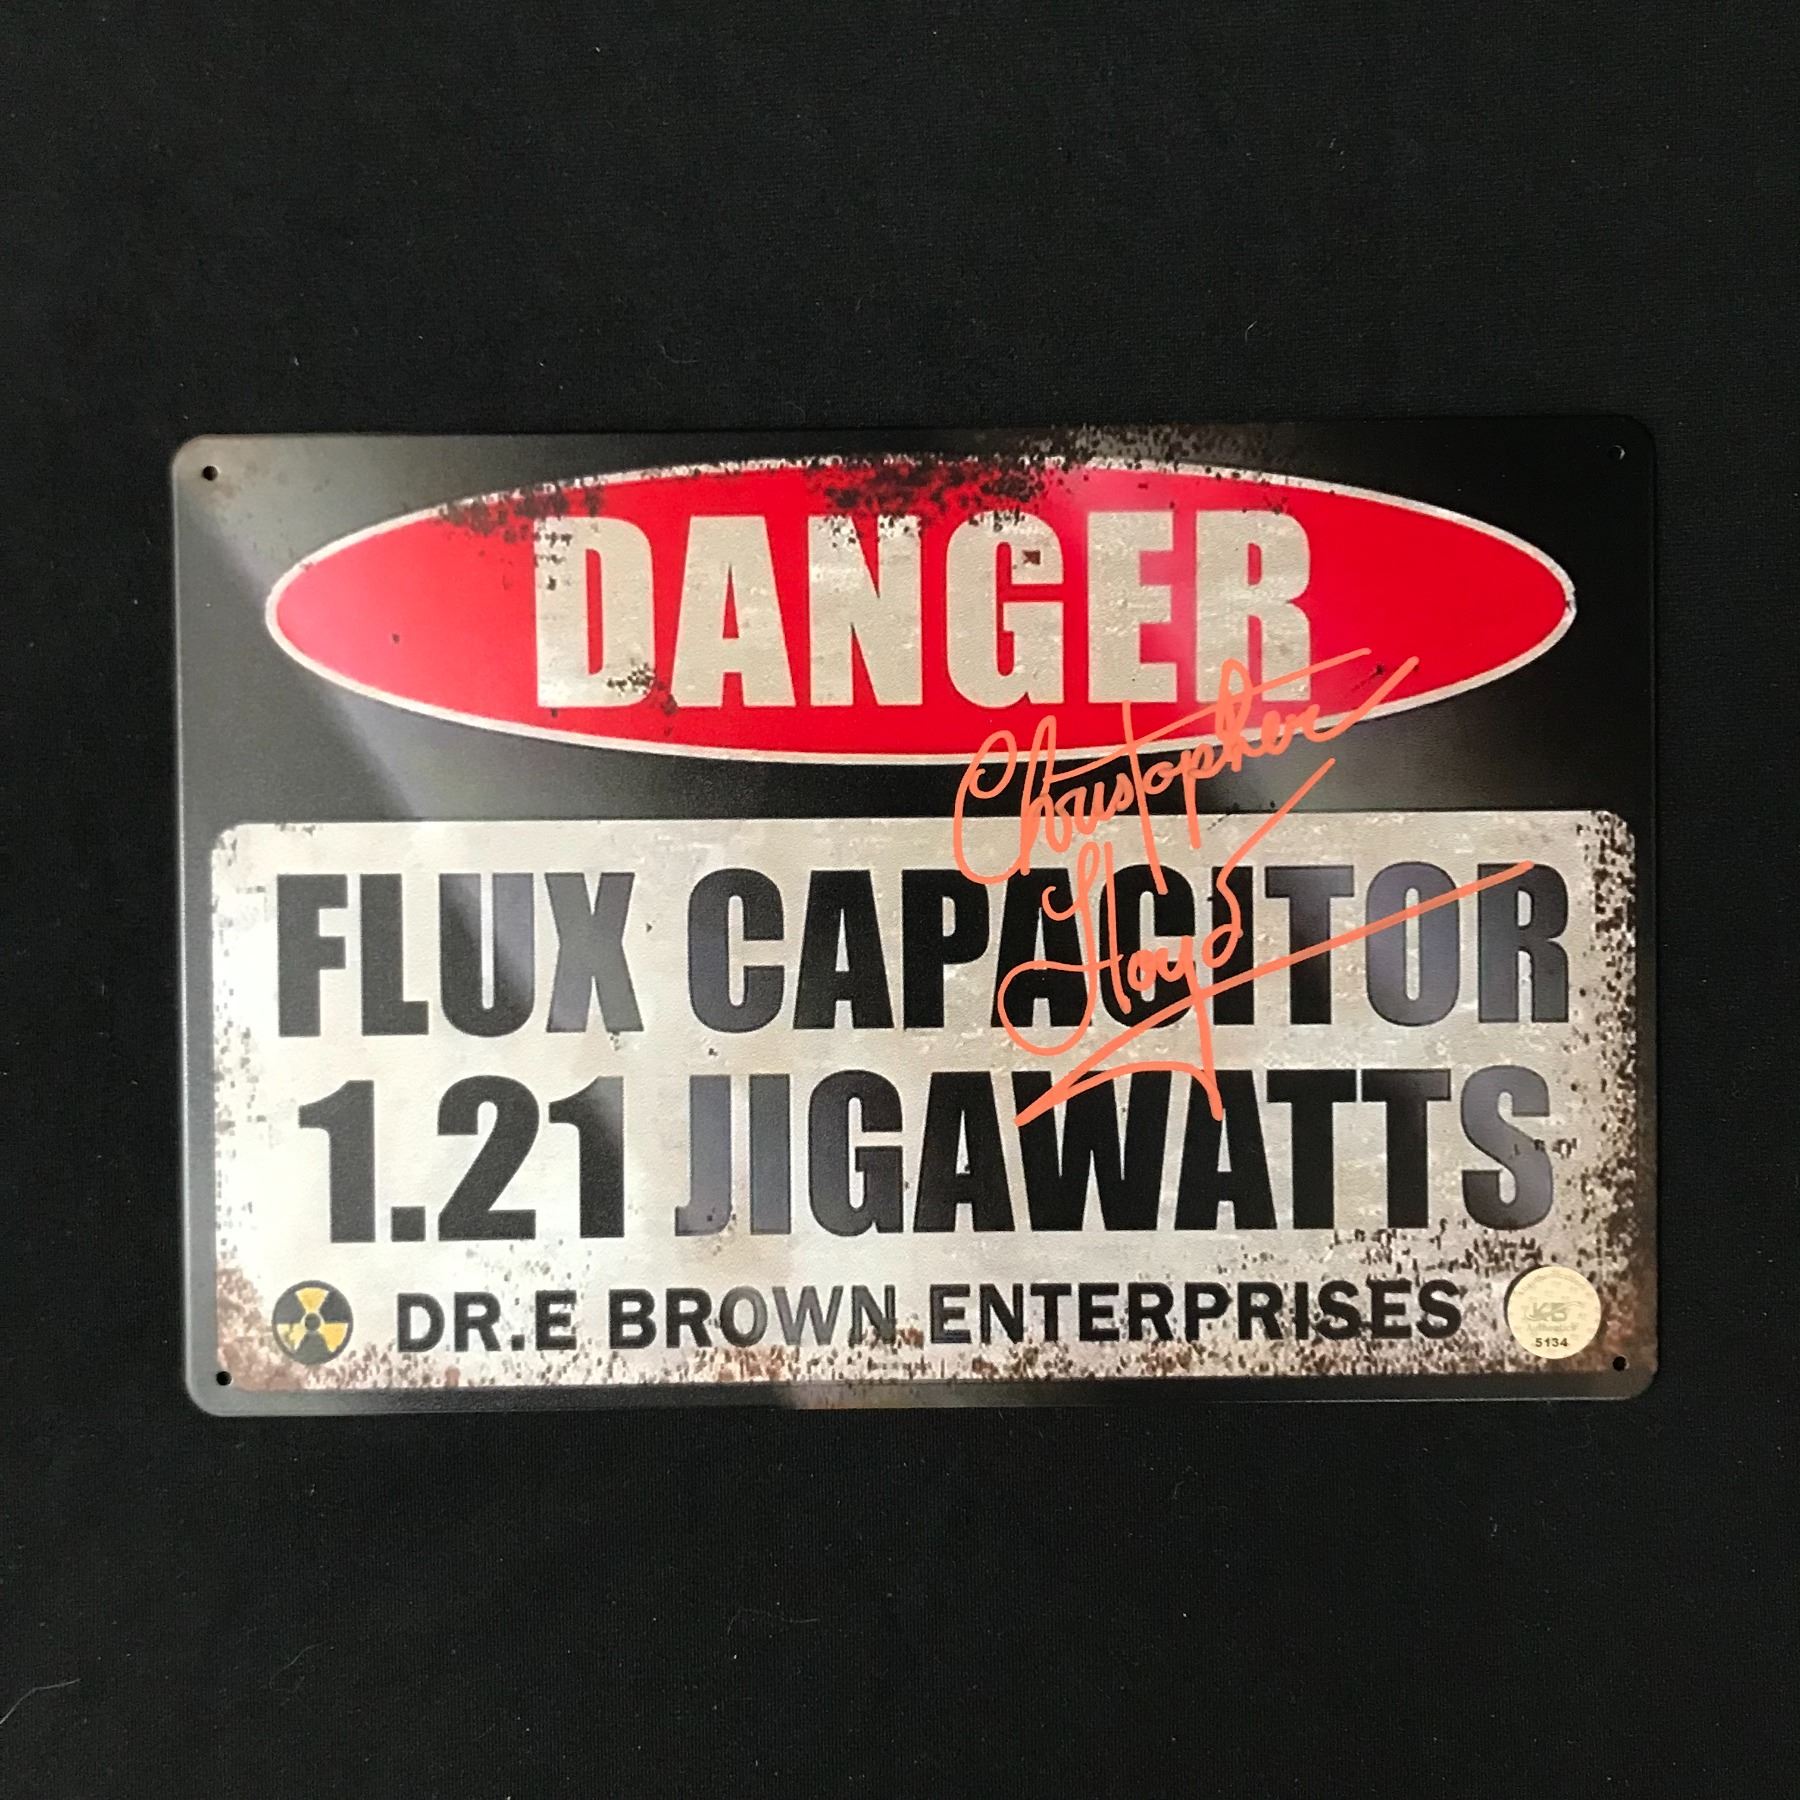 DANGER
Christopher
Lloyd
FLUX CAPACITOR
1.21 JIGAWATTS
DR.E BROWN ENTERPRISES
5134